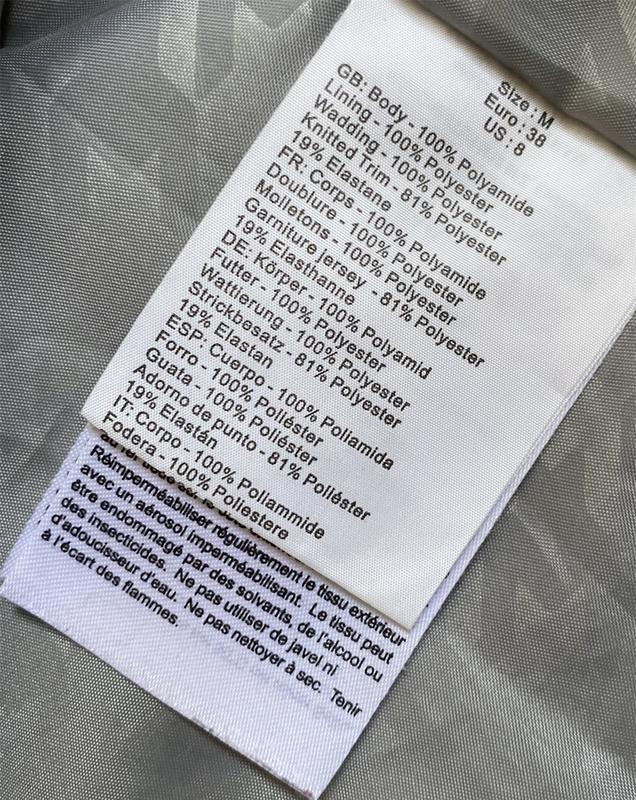 Size : M
Euro : 38
US : 8
GB: Body - 100% Polyamide
Lining - 100% Polyester
Wadding - 100% Polyester
Knitted Trim - 81% Polyester
19% Elastane
FR: Corps - 100% Polyamide
Doublure - 100% Polyester
Molletons - 100% Polyester
Garniture jersey - 81% Polyester
19% Elasthanne
DE: Körper - 100% Polyamid
Futter - 100% Polyester
Wattierung - 100% Polyester
Strickbesatz - 81% Polyester
19% Elastan
ESP: Cuerpo - 100% Poliamida
Forro - 100% Poliéster
Guata - 100% Poliéster
Adorno de punto - 81% Poliéster
19% Elastán
IT: Corpo - 100% Poliammide
Fodera - 100% Poliestere
Réimperméabiliser régulièrement le tissu extérieur
avec un aérosol imperméabilisant. Le tissu peut
être endommagé par des solvants, de l'alcool ou
des insecticides. Ne pas utiliser de javel ni
d'adoucisseur d'eau. Ne pas nettoyer à sec. Tenir
à l'écart des flammes.